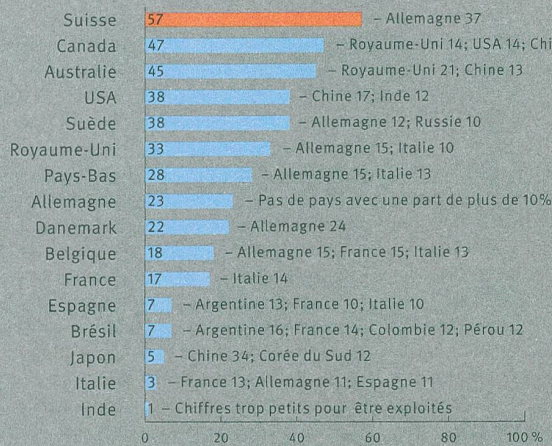 Suisse 57 – Allemagne 37
Canada 47 – Royaume-Uni 14; USA 14;
Australie 45 – Royaume-Uni 21; Chine 13
USA 38 – Chine 17; Inde 12
Suède 38 – Allemagne 12; Russie 10
Royaume-Uni 33 – Allemagne 15; Italie 10
Pays-Bas 28 – Allemagne 15; Italie 13
Allemagne 23 – Pas de pays avec une part de plus de 10%
Danemark 22 – Allemagne 24
Belgique 18 – Allemagne 15; France 15; Italie 13
France 17 – Italie 14
Espagne 7 – Argentine 13; France 10; Italie 10
Brésil 7 – Argentine 16; France 14; Colombie 12; Pérou 12
Japon 5 – Chine 34; Corée du Sud 12
Italie 3 – France 13; Allemagne 11; Espagne 11
Inde 1 – Chiffres trop petits pour être exploités
0 20 40 60 80 100 %